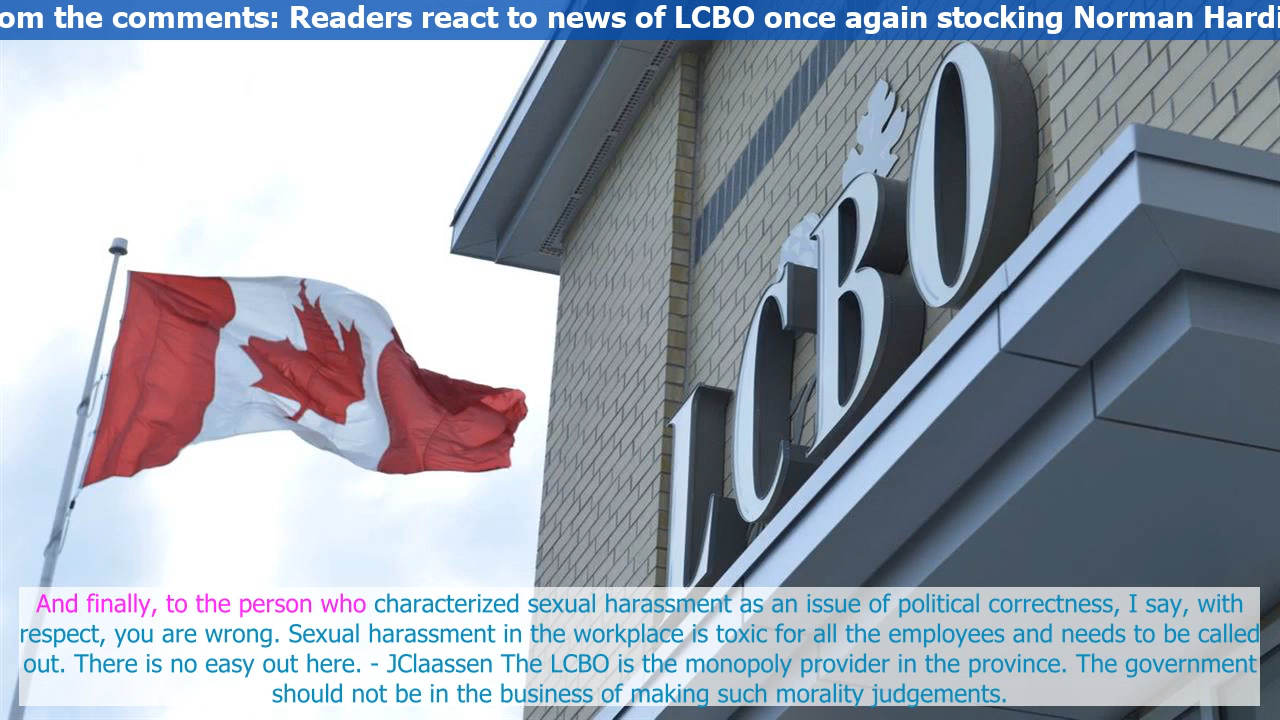 om the comments: Readers react to news of LCBO once again stocking Norman Hardi
LCBO
And finally, to the person who characterized sexual harassment as an issue of political correctness, I say, with
respect, you are wrong. Sexual harassment in the workplace is toxic for all the employees and needs to be called
out. There is no easy out here. - JClaassen The LCBO is the monopoly provider in the province. The government
should not be in the business of making such morality judgements.